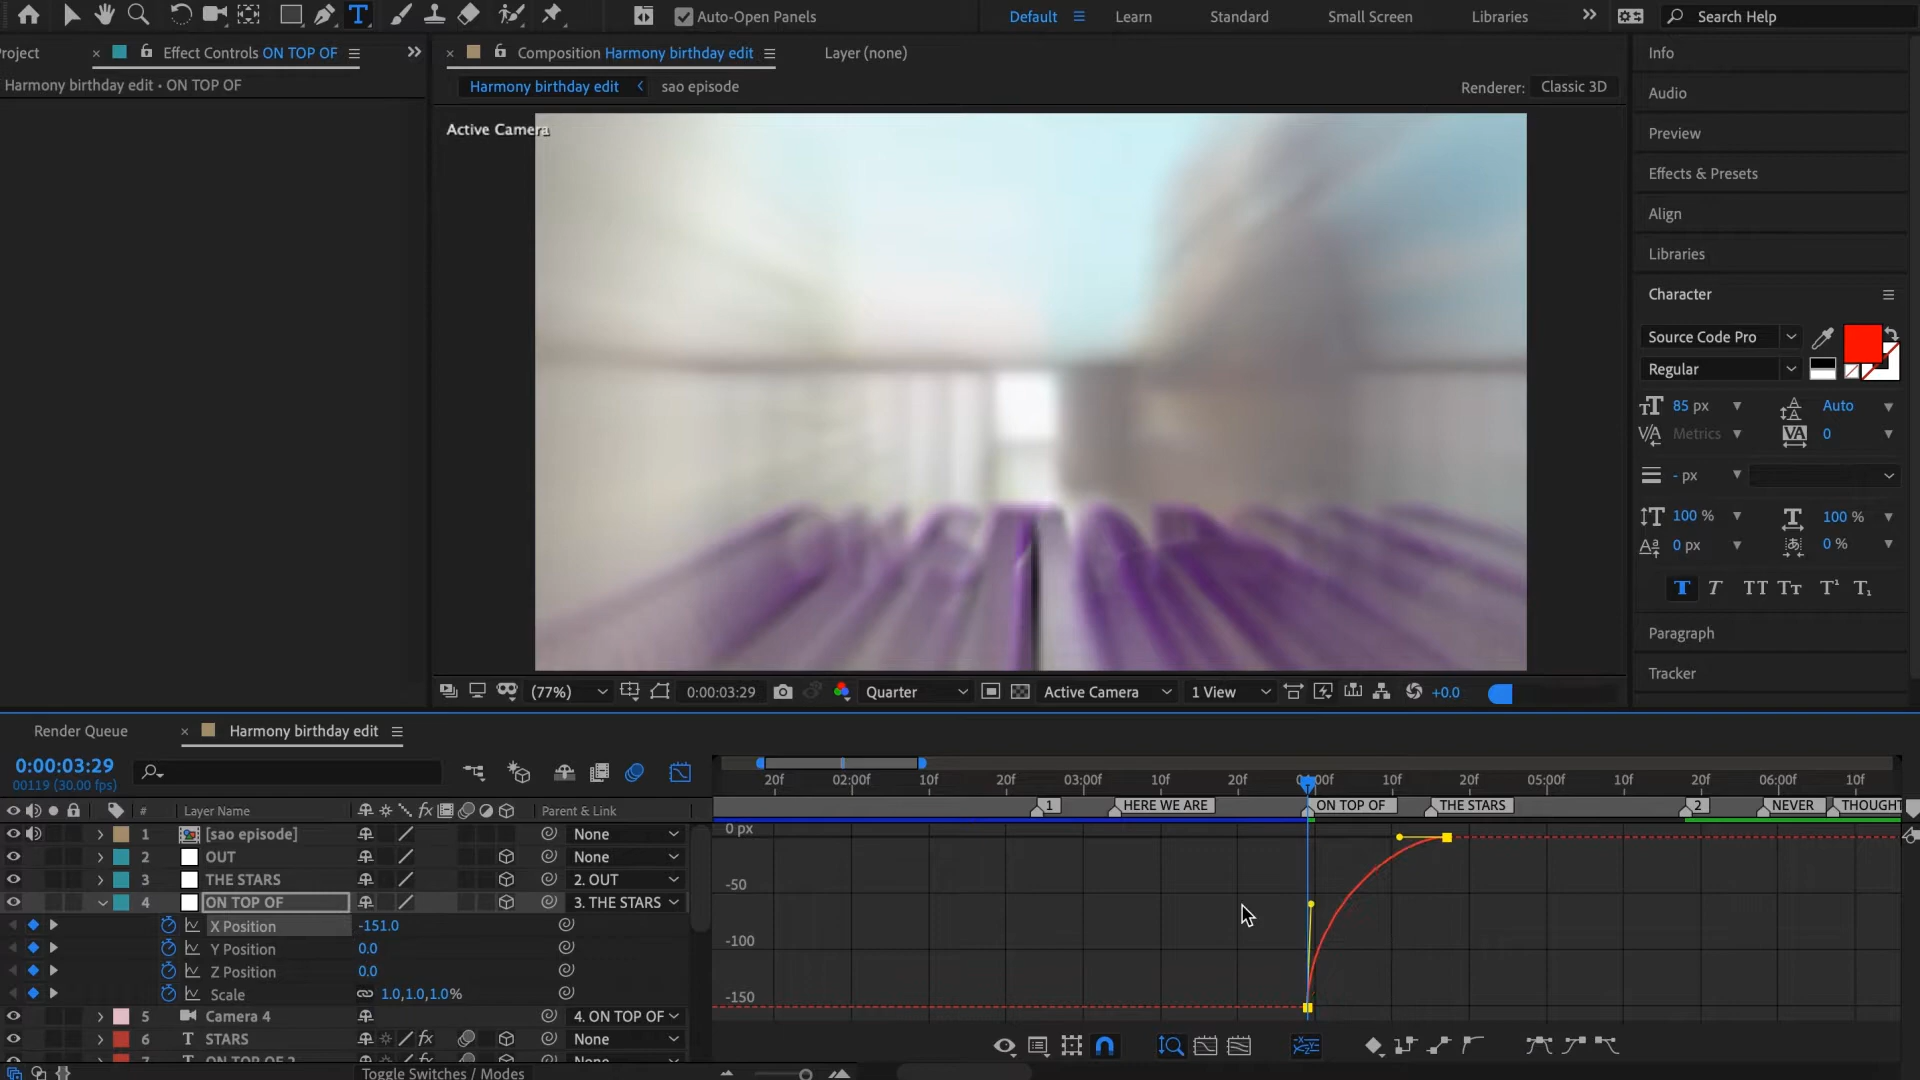 Auto-Open Panels
Default
Learn
Standard
Small Screen
Libraries
Search Help
roject
Effect Controls ON TOP OF
Composition Harmony birthday edit
Layer (none)
Harmony birthday edit • ON TOP OF
Harmony birthday edit
sao episode
Renderer: Classic 3D
Active Camera
Info
Audio
Preview
Effects & Presets
Align
Libraries
Character
Source Code Pro
Regular
85 px
Auto
Metrics
0
- px
100 %
100 %
0 px
0 %
Paragraph
Tracker
(77%)
0:00:03:29
Quarter
Active Camera
1 View
+0.0
Render Queue
Harmony birthday edit
0:00:03:29
00119 (30.00 fps)
20f 02:00f 10f 20f 03:00f 10f 20f 10f 20f 05:00f 10f 20f 06:00f 10f
# Layer Name
Parent & Link
1 HERE WE ARE ON TOP OF THE STARS 2 NEVER THOUGHT
1 [sao episode] None
2 OUT None
3 THE STARS 2. OUT
4 ON TOP OF 3. THE STARS
X Position -151.0
Y Position 0.0
Z Position 0.0
Scale 1.0,1.0,1.0%
5 Camera 4 4. ON TOP OF
6 STARS None
7 ON TOP OF 2 None
0 px
-50
-100
-150
Toggle Switches / Modes